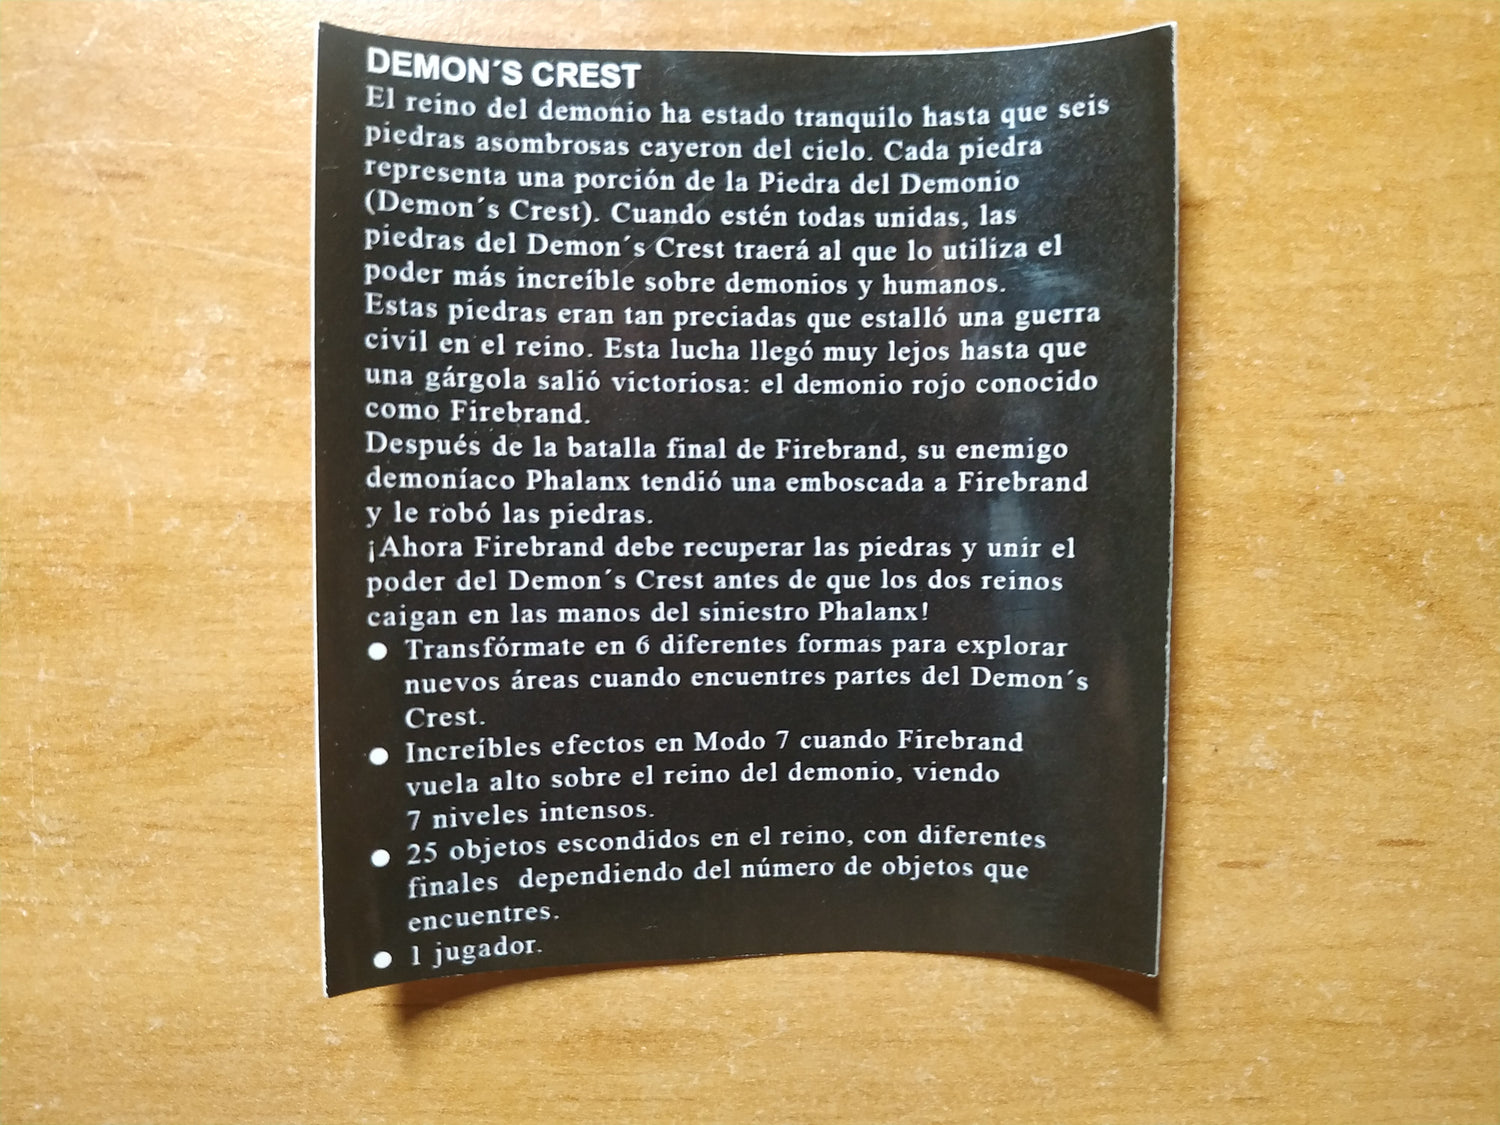 DEMON´S CREST
El reino del demonio ha estado tranquilo hasta que seis
piedras asombrosas cayeron del cielo. Cada piedra
representa una porción de la Piedra del Demonio
(Demon´s Crest). Cuando estén todas unidas, las
piedras del Demon´s Crest traerá al que lo utiliza el
poder más increíble sobre demonios y humanos.
Estas piedras eran tan preciadas que estalló una guerra
civil en el reino. Esta lucha llegó muy lejos hasta que
una gárgola salió victoriosa: el demonio rojo conocido
como Firebrand.
Después de la batalla final de Firebrand, su enemigo
demoníaco Phalanx tendió una emboscada a Firebrand
y le robó las piedras.
¡Ahora Firebrand debe recuperar las piedras y unir el
poder del Demon´s Crest antes de que los dos reinos
caigan en las manos del siniestro Phalanx!
● Transfórmate en 6 diferentes formas para explorar
nuevos áreas cuando encuentres partes del Demon´s
Crest.
● Increíbles efectos en Modo 7 cuando Firebrand
vuela alto sobre el reino del demonio, viendo
7 niveles intensos.
● 25 objetos escondidos en el reino, con diferentes
finales dependiendo del número de objetos que
encuentres.
● 1 jugador.